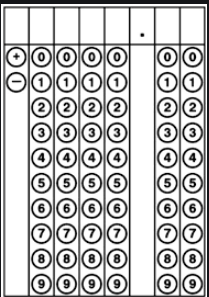 .
+ 0 0 0 0 0 0
− 1 1 1 1 1 1
2 2 2 2 2 2
3 3 3 3 3 3
4 4 4 4 4 4
5 5 5 5 5 5
6 6 6 6 6 6
7 7 7 7 7 7
8 8 8 8 8 8
9 9 9 9 9 9